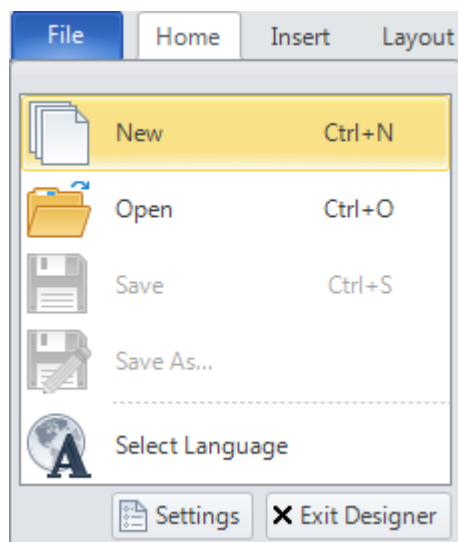 File Home Insert Layout
New Ctrl+N
Open Ctrl+O
Save Ctrl+S
Save As...
Select Language
Settings Exit Designer